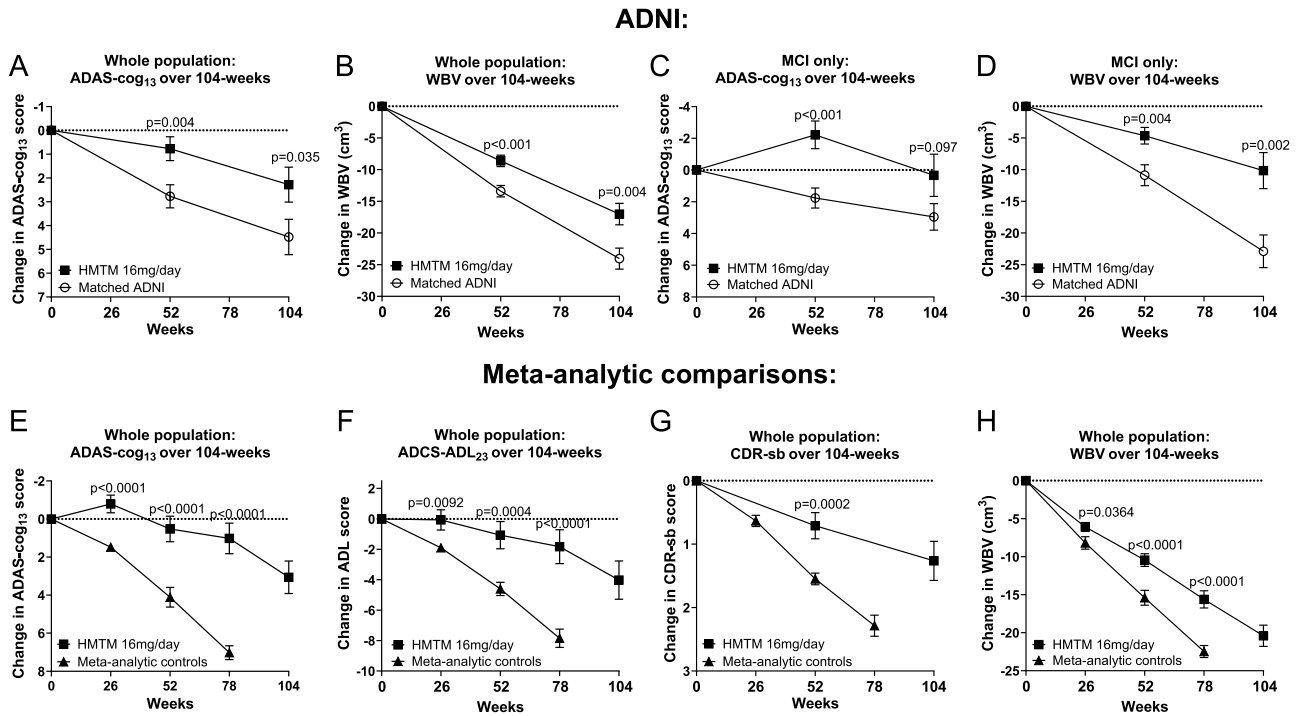 ADNI:
A
Whole population:
ADAS-cog13 over 104-weeks
Change in ADAS-cog13 score
-1
0
1
2
3
4
5
6
7
p=0.004
p=0.035
HMTM 16mg/day
Matched ADNI
0 26 52 78 104
Weeks
B
Whole population:
WBV over 104-weeks
Change in WBV (cm3)
0
-5
-10
-15
-20
-25
-30
p<0.001
p=0.004
HMTM 16mg/day
Matched ADNI
0 26 52 78 104
Weeks
C
MCI only:
ADAS-cog13 over 104-weeks
Change in ADAS-cog13 score
-4
-2
0
2
4
6
8
p<0.001
p=0.097
HMTM 16mg/day
Matched ADNI
0 26 52 78 104
Weeks
D
MCI only:
WBV over 104-weeks
Change in WBV (cm3)
0
-5
-10
-15
-20
-25
-30
p=0.004
p=0.002
HMTM 16mg/day
Matched ADNI
0 26 52 78 104
Weeks
Meta-analytic comparisons:
E
Whole population:
ADAS-cog13 over 104-weeks
Change in ADAS-cog13 score
-2
0
2
4
6
8
p<0.0001
p<0.0001
p<0.0001
HMTM 16mg/day
Meta-analytic controls
0 26 52 78 104
Weeks
F
Whole population:
ADCS-ADL23 over 104-weeks
Change in ADL score
2
0
-2
-4
-6
-8
-10
p=0.0092
p=0.0004
p<0.0001
HMTM 16mg/day
Meta-analytic controls
0 26 52 78 104
Weeks
G
Whole population:
CDR-sb over 104-weeks
Change in CDR-sb score
0
1
2
3
p=0.0002
HMTM 16mg/day
Meta-analytic controls
0 26 52 78 104
Weeks
H
Whole population:
WBV over 104-weeks
Change in WBV (cm3)
0
-5
-10
-15
-20
-25
p=0.0364
p<0.0001
p<0.0001
HMTM 16mg/day
Meta-analytic controls
0 26 52 78 104
Weeks